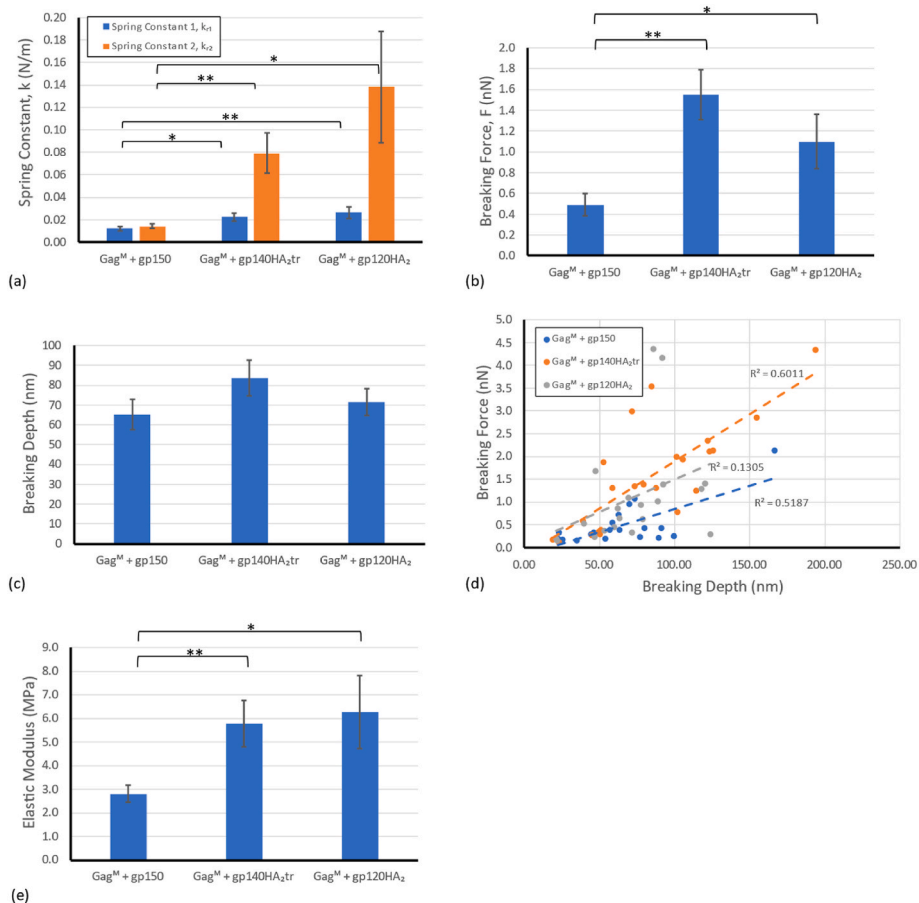 0.20
0.18
0.16
0.14
0.12
0.10
0.08
0.06
0.04
0.02
0.00
Spring Constant, k (N/m)
Spring Constant 1, kᵣ₁
Spring Constant 2, kᵣ₂
*
**
**
*
Gagᴹ + gp150 Gagᴹ + gp140HA₂tr Gagᴹ + gp120HA₂
(a)
*
**
2.0
1.8
1.6
1.4
1.2
1.0
0.8
0.6
0.4
0.2
0.0
Breaking Force, F (nN)
Gagᴹ + gp150 Gagᴹ + gp140HA₂tr Gagᴹ + gp120HA₂
(b)
100
90
80
70
60
50
40
30
20
10
0
Breaking Depth (nm)
Gagᴹ + gp150 Gagᴹ + gp140HA₂tr Gagᴹ + gp120HA₂
(c)
5.0
4.5
4.0
3.5
3.0
2.5
2.0
1.5
1.0
0.5
0.0
Breaking Force (nN)
Gagᴹ + gp150
Gagᴹ + gp140HA₂tr
Gagᴹ + gp120HA₂
R² = 0.6011
R² = 0.1305
R² = 0.5187
0.00 50.00 100.00 150.00 200.00 250.00
Breaking Depth (nm)
(d)
*
**
9.0
8.0
7.0
6.0
5.0
4.0
3.0
2.0
1.0
0.0
Elastic Modulus (MPa)
Gagᴹ + gp150 Gagᴹ + gp140HA₂tr Gagᴹ + gp120HA₂
(e)